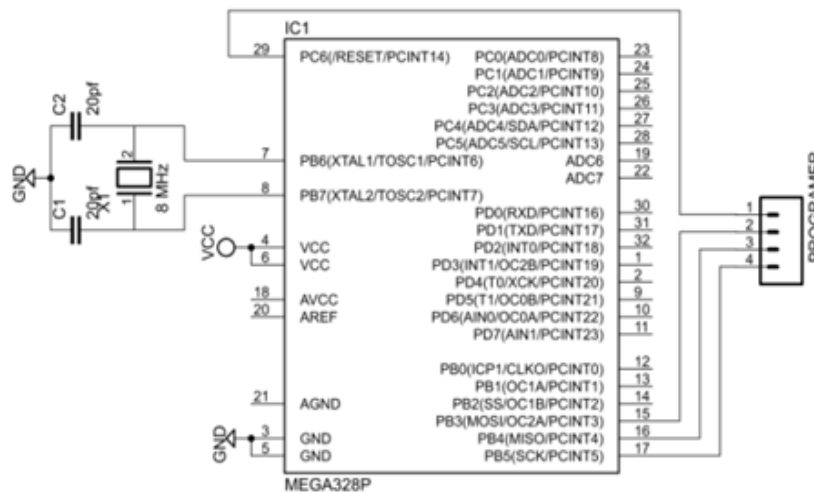 IC1
29 PC6(/RESET/PCINT14)
PC0(ADC0/PCINT8) 23
PC1(ADC1/PCINT9) 24
PC2(ADC2/PCINT10) 25
PC3(ADC3/PCINT11) 26
PC4(ADC4/SDA/PCINT12) 27
PC5(ADC5/SCL/PCINT13) 28
7 PB6(XTAL1/TOSC1/PCINT6)
ADC6 19
ADC7 22
8 PB7(XTAL2/TOSC2/PCINT7)
PD0(RXD/PCINT16) 30
PD1(TXD/PCINT17) 31
4 VCC
PD2(INT0/PCINT18) 32
6 VCC
PD3(INT1/OC2B/PCINT19) 1
PD4(T0/XCK/PCINT20) 2
18 AVCC
PD5(T1/OC0B/PCINT21) 9
20 AREF
PD6(AIN0/OC0A/PCINT22) 10
PD7(AIN1/PCINT23) 11
PB0(ICP1/CLKO/PCINT0) 12
PB1(OC1A/PCINT1) 13
21 AGND
PB2(SS/OC1B/PCINT2) 14
PB3(MOSI/OC2A/PCINT3) 15
3 GND
PB4(MISO/PCINT4) 16
5 GND
PB5(SCK/PCINT5) 17
MEGA328P
C2
20pf
GND
C1
20pf
X1
2
1
8 MHz
VCC
GND
1
2
3
4
PROGRAMER